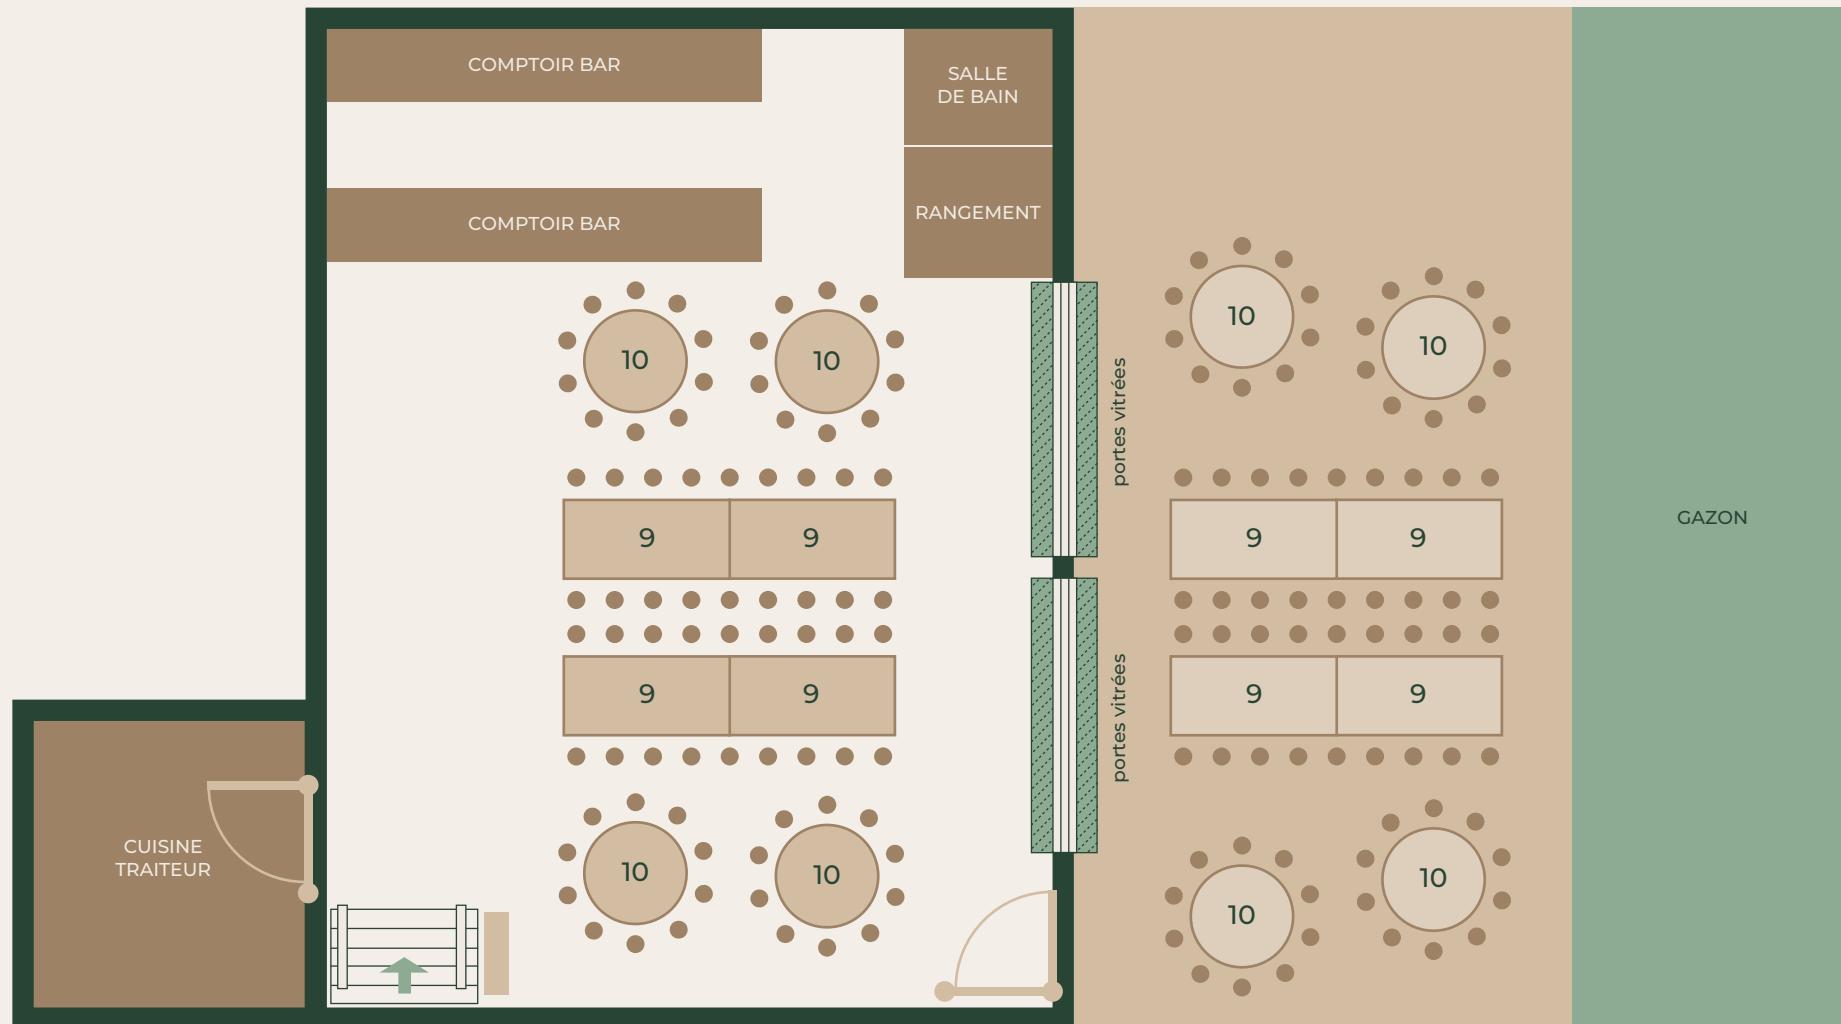 COMPTOIR BAR
SALLE
DE BAIN
COMPTOIR BAR
RANGEMENT
10
10
10
10
portes vitrées
9
9
9
9
GAZON
9
9
9
9
portes vitrées
CUISINE
TRAITEUR
10
10
10
10